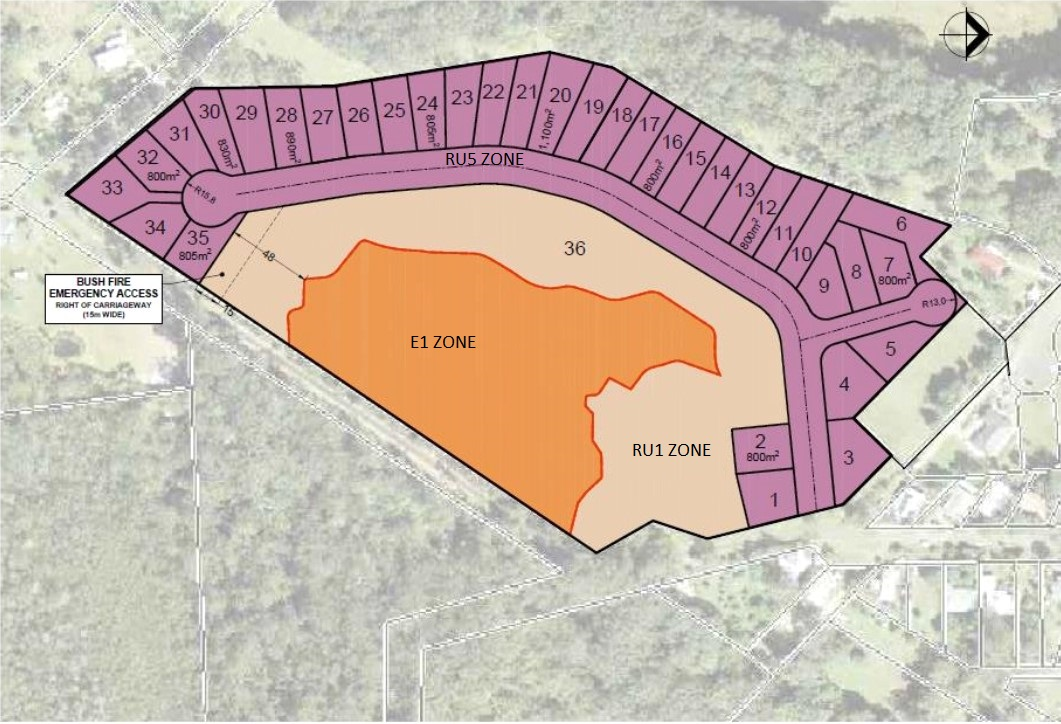 20
21
22
23
24
805m²
25
26
27
28
890m²
29
30
830m²
31
32
800m²
33
34
35
805m²
19
18
17
16
800m²
15
14
13
12
800m²
11
10
1,100m²
RU5 ZONE
R15,8
6
7
800m²
8
9
R13,0
5
4
3
2
800m²
1
36
48
15
BUSH FIRE
EMERGENCY ACCESS
RIGHT OF CARRIAGEWAY
(15m WIDE)
E1 ZONE
RU1 ZONE